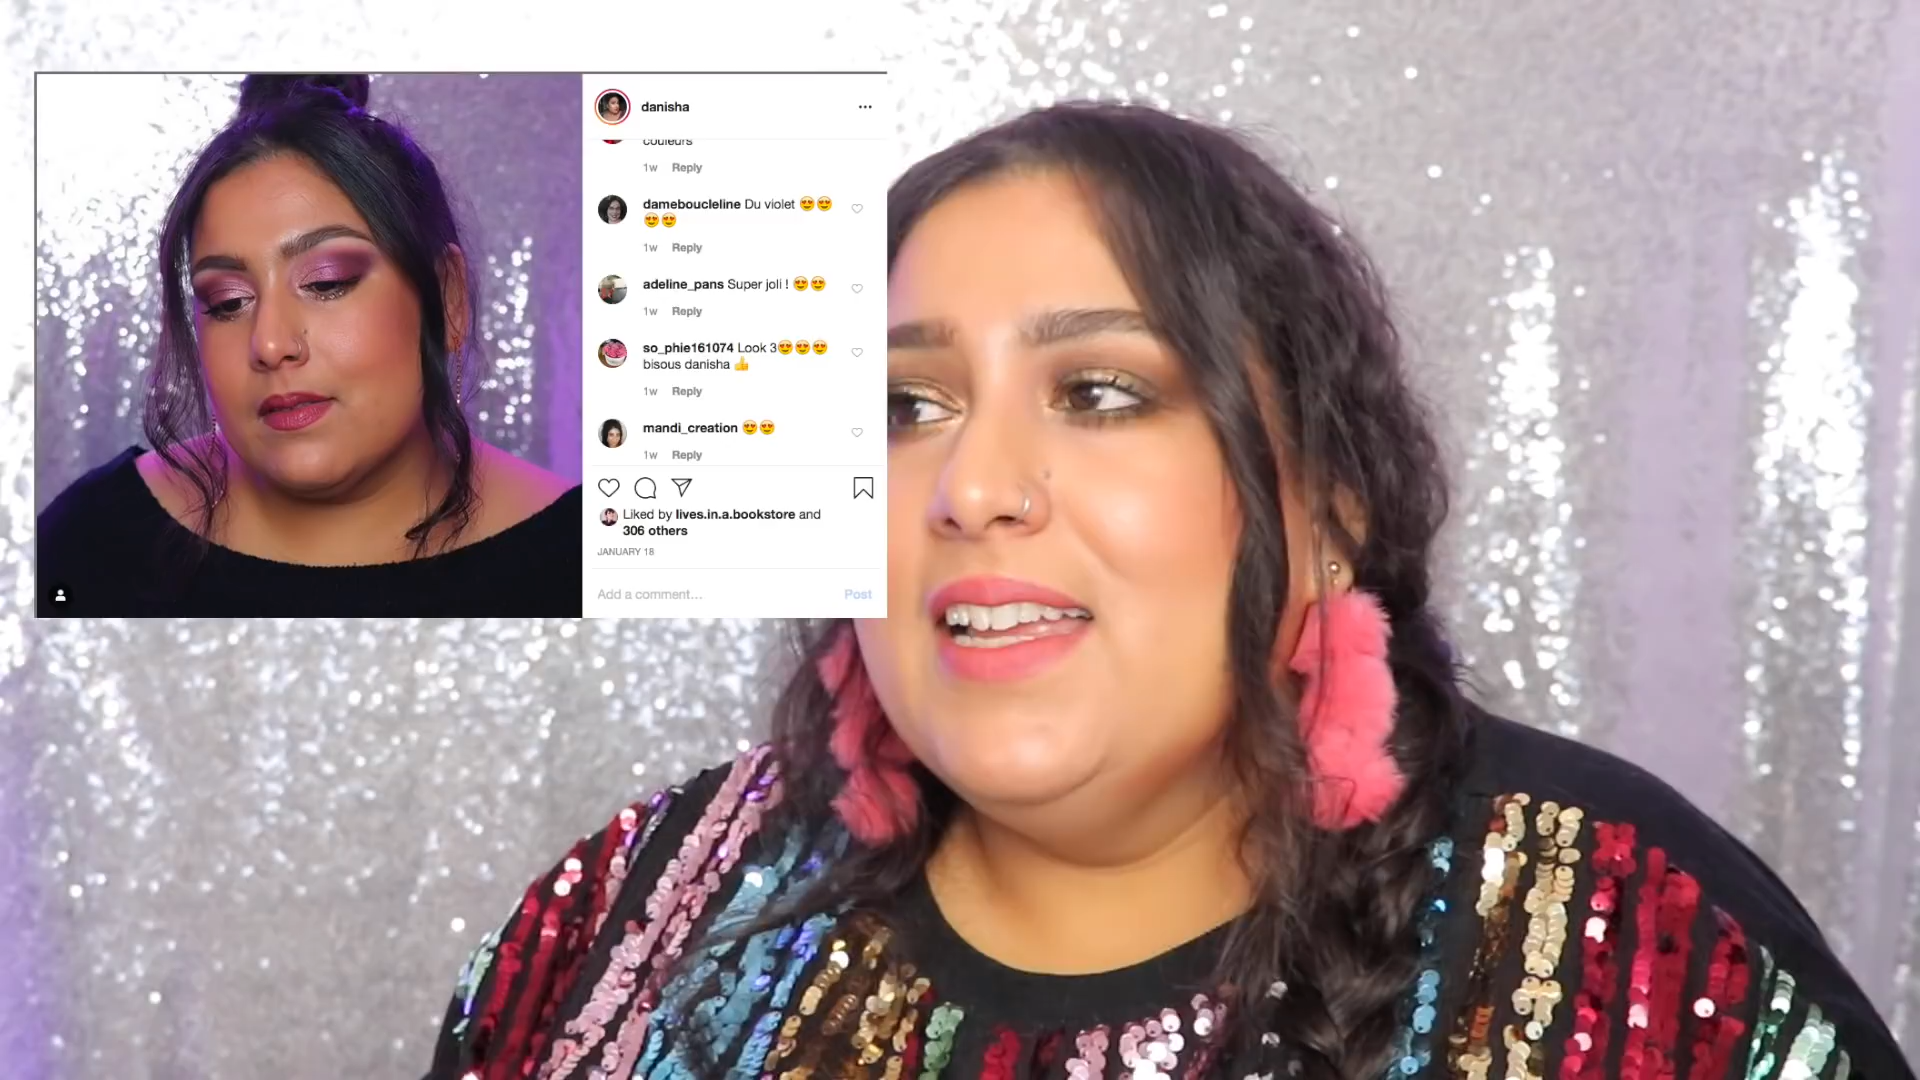 danisha
couleurs
1w Reply
dameboucleline Du violet 😍😍
😍😍
1w Reply
adeline_pans Super joli ! 😍😍
1w Reply
so_phie161074 Look 3😍😍😍
bisous danisha 👍
1w Reply
mandi_creation 😍😍
1w Reply
Liked by lives.in.a.bookstore and
306 others
JANUARY 18
Add a comment... Post